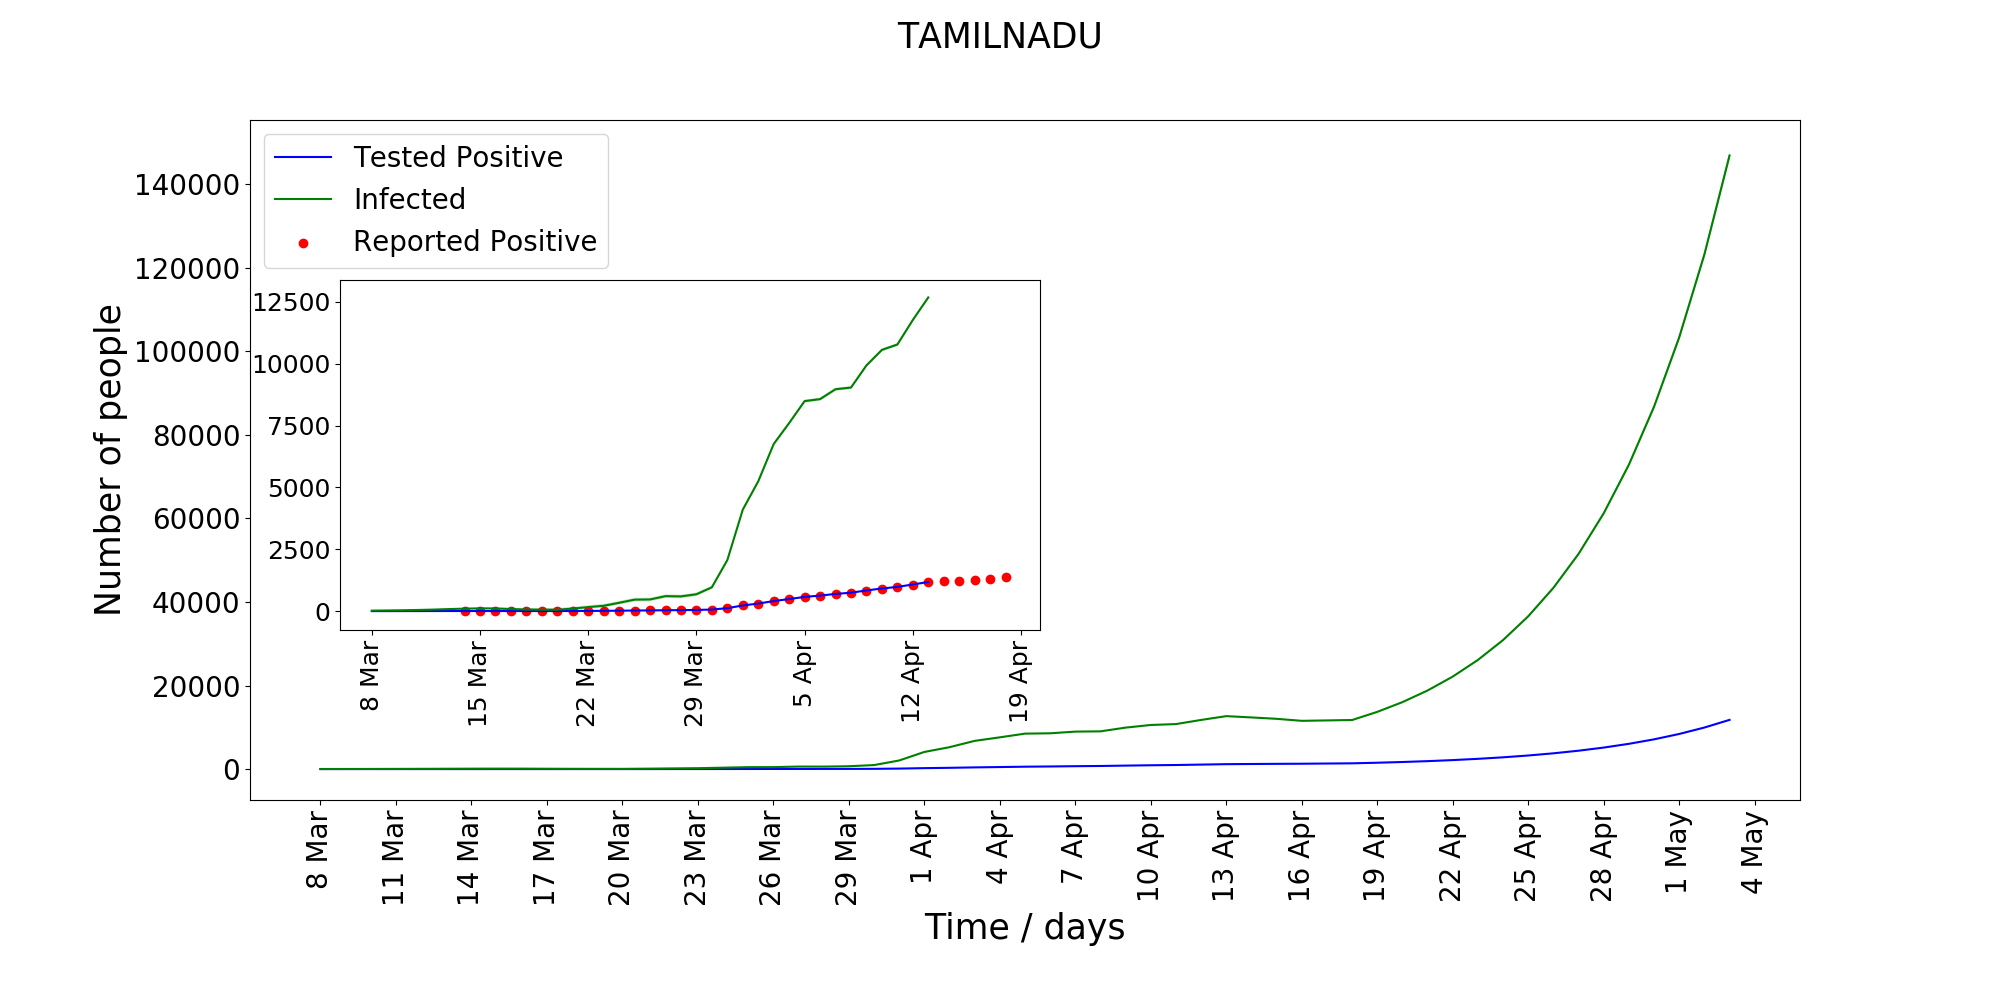 TAMILNADU
Tested Positive
Infected
Reported Positive
Number of people
140000
120000
100000
80000
60000
40000
20000
0
12500
10000
7500
5000
2500
0
8 Mar
15 Mar
22 Mar
29 Mar
5 Apr
12 Apr
19 Apr
8 Mar
11 Mar
14 Mar
17 Mar
20 Mar
23 Mar
26 Mar
29 Mar
1 Apr
4 Apr
7 Apr
10 Apr
13 Apr
16 Apr
19 Apr
22 Apr
25 Apr
28 Apr
1 May
4 May
Time / days